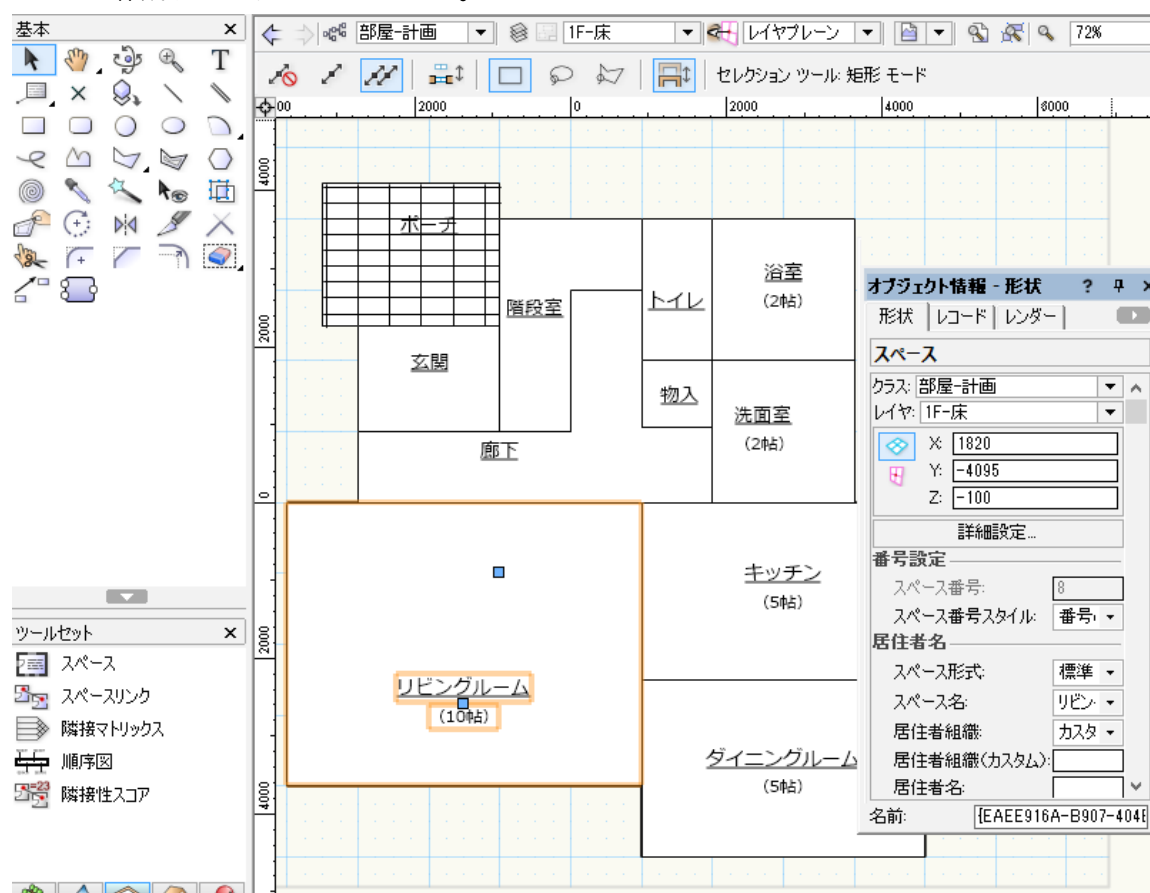 基本
部屋-計画
1F-床
レイヤプレーン
72%
セレクション ツール: 矩形 モード
00
2000
0
2000
4000
6000
4000
2000
0
2000
4000
ポーチ
階段室
トイレ
浴室
(2帖)
玄関
物入
洗面室
(2帖)
廊下
キッチン
(5帖)
リビングルーム
(10帖)
ダイニングルーム
(5帖)
ツールセット
スペース
スペースリンク
隣接マトリックス
順序図
隣接性スコア
オブジェクト情報 - 形状
形状 レコード レンダー
スペース
クラス: 部屋-計画
レイヤ: 1F-床
X: 1820
Y: -4095
Z: -100
詳細設定...
番号設定
スペース番号: 8
スペース番号スタイル: 番号
居住者名
スペース形式: 標準
スペース名: リビン
居住者組織: カスタ
居住者組織(カスタム):
居住者名:
名前: {EAEE916A-B907-404E